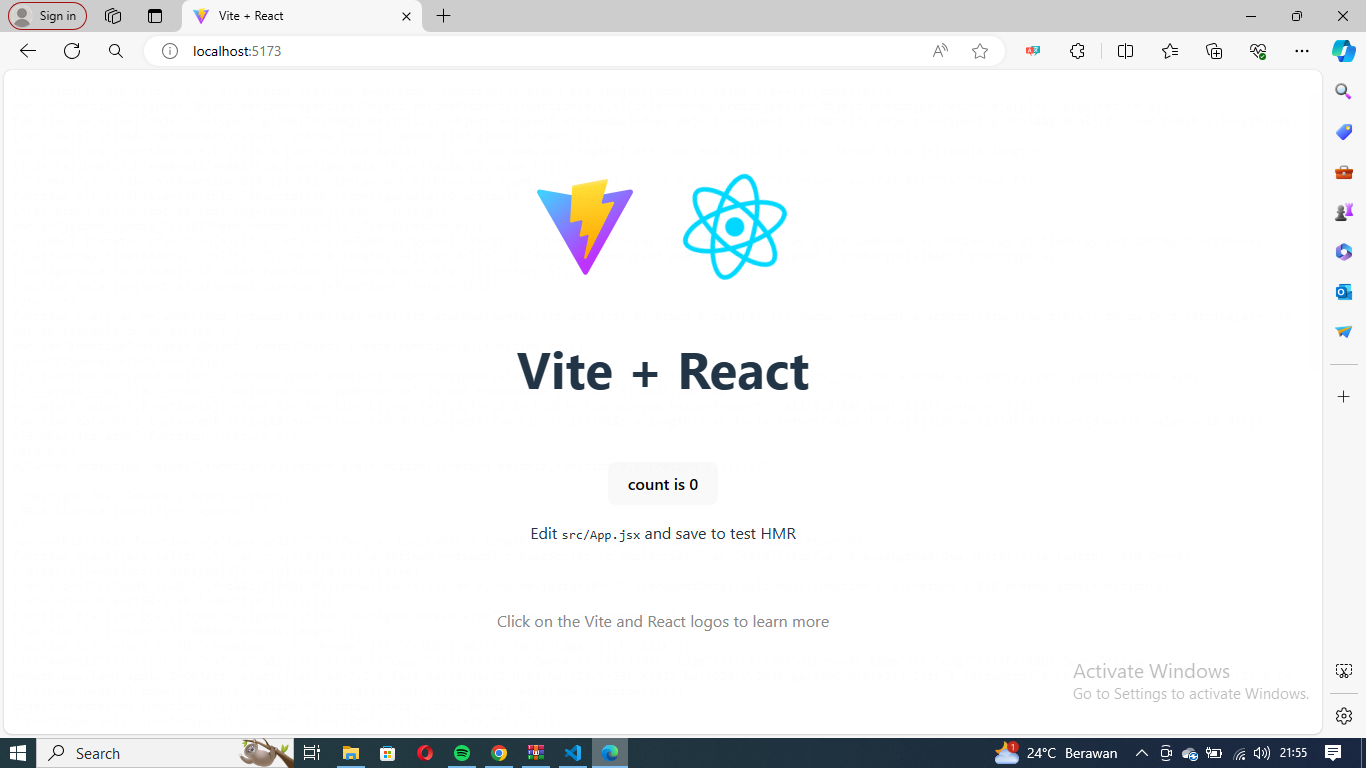 Sign in
Vite + React
localhost:5173
Vite + React
count is 0
Edit src/App.jsx and save to test HMR
Click on the Vite and React logos to learn more
Activate Windows
Go to Settings to activate Windows.
Search
1
24°C Berawan
21:55